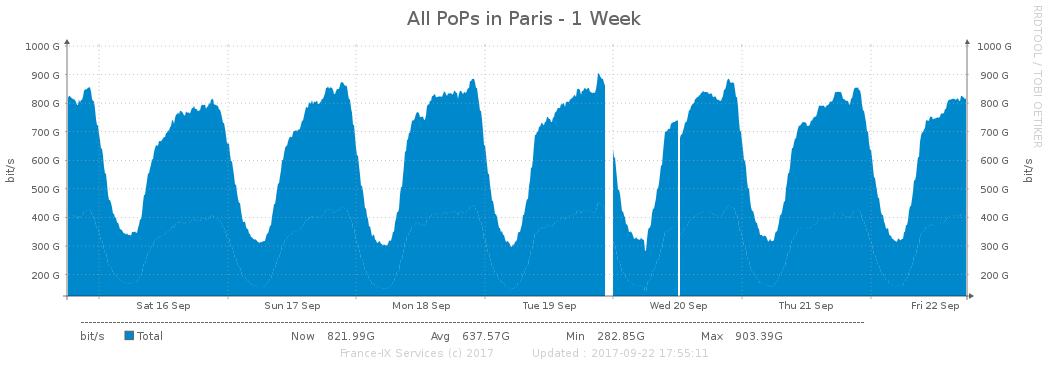 All PoPs in Paris - 1 Week
RRDTOOL / TOBI OETIKER
1000 G 1000 G
900 G 900 G
800 G 800 G
700 G 700 G
600 G 600 G
500 G 500 G
400 G 400 G
300 G 300 G
200 G 200 G
bit/s bit/s
Sat 16 Sep Sun 17 Sep Mon 18 Sep Tue 19 Sep Wed 20 Sep Thu 21 Sep Fri 22 Sep
bit/s Total Now 821.99G Avg 637.57G Min 282.85G Max 903.39G
France-IX Services (c) 2017 Updated : 2017-09-22 17:55:11